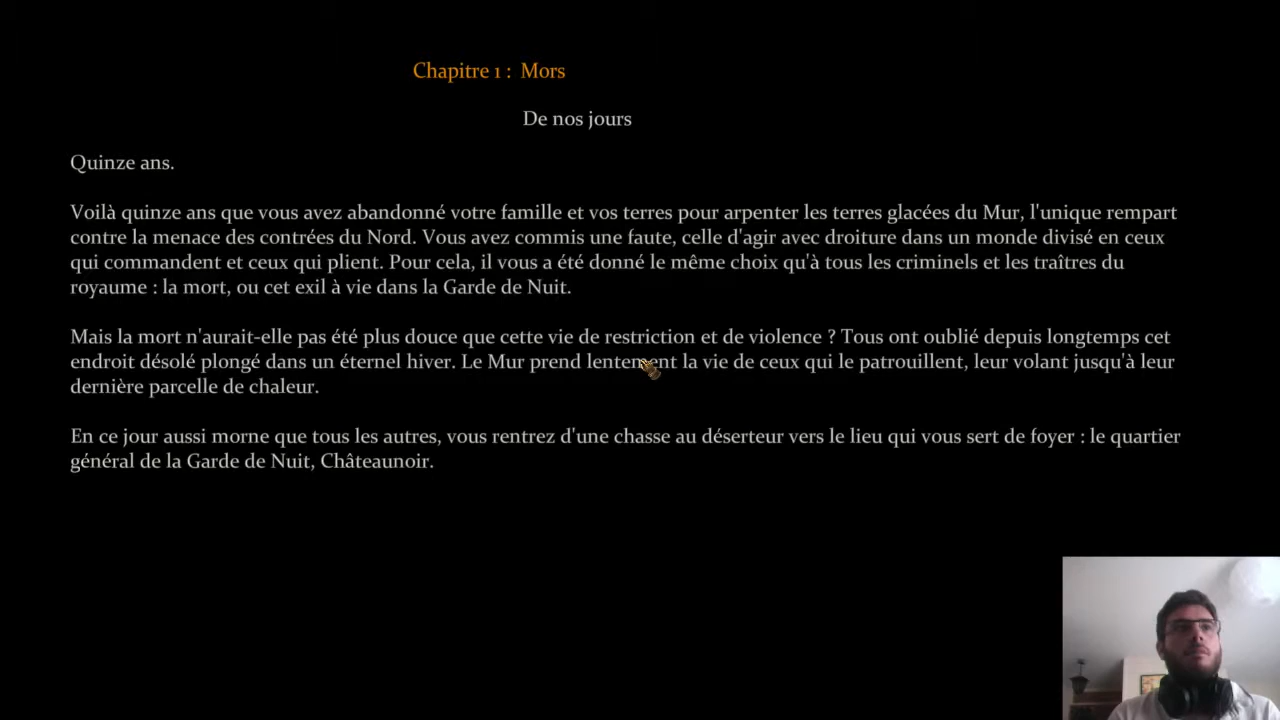 Chapitre 1 : Mors
De nos jours
Quinze ans.
Voilà quinze ans que vous avez abandonné votre famille et vos terres pour arpenter les terres glacées du Mur, l'unique rempart
contre la menace des contrées du Nord. Vous avez commis une faute, celle d'agir avec droiture dans un monde divisé en ceux
qui commandent et ceux qui plient. Pour cela, il vous a été donné le même choix qu'à tous les criminels et les traîtres du
royaume : la mort, ou cet exil à vie dans la Garde de Nuit.
Mais la mort n'aurait-elle pas été plus douce que cette vie de restriction et de violence ? Tous ont oublié depuis longtemps cet
endroit désolé plongé dans un éternel hiver. Le Mur prend lentement la vie de ceux qui le patrouillent, leur volant jusqu'à leur
dernière parcelle de chaleur.
En ce jour aussi morne que tous les autres, vous rentrez d'une chasse au déserteur vers le lieu qui vous sert de foyer : le quartier
général de la Garde de Nuit, Châteaunoir.